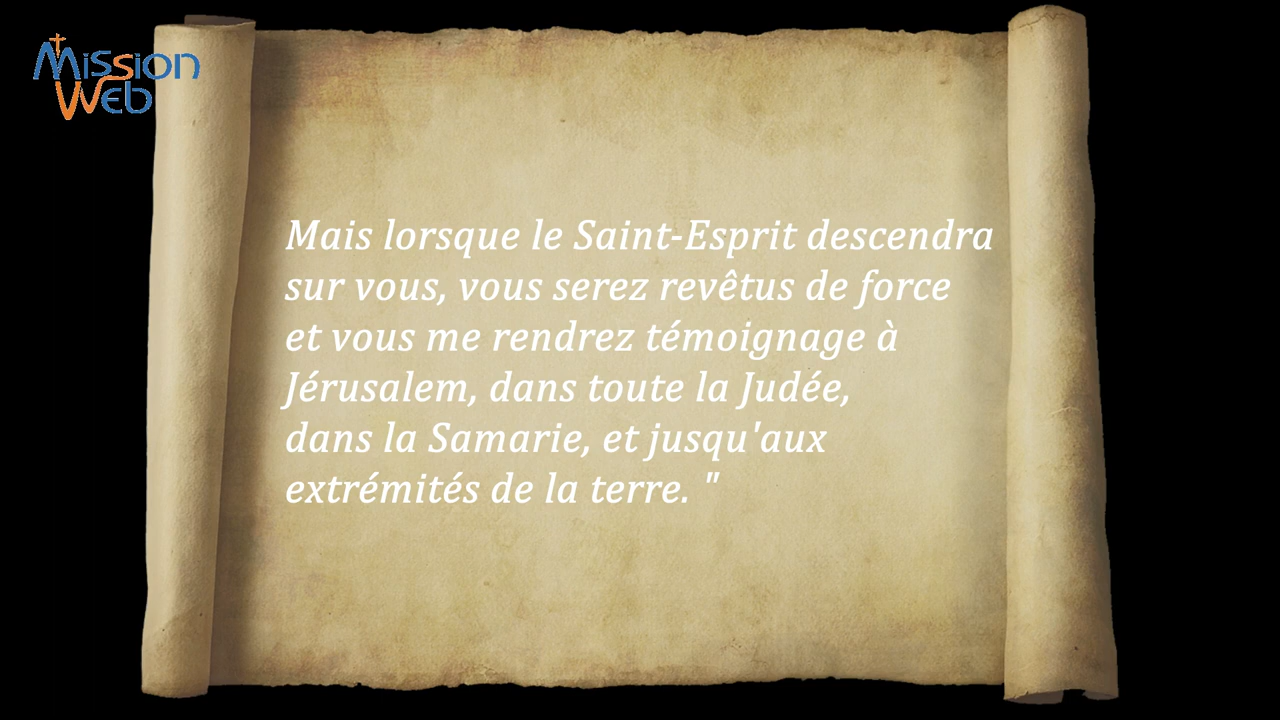 Mission
Web
Mais lorsque le Saint-Esprit descendra
sur vous, vous serez revêtus de force
et vous me rendrez témoignage à
Jérusalem, dans toute la Judée,
dans la Samarie, et jusqu'aux
extrémités de la terre. "